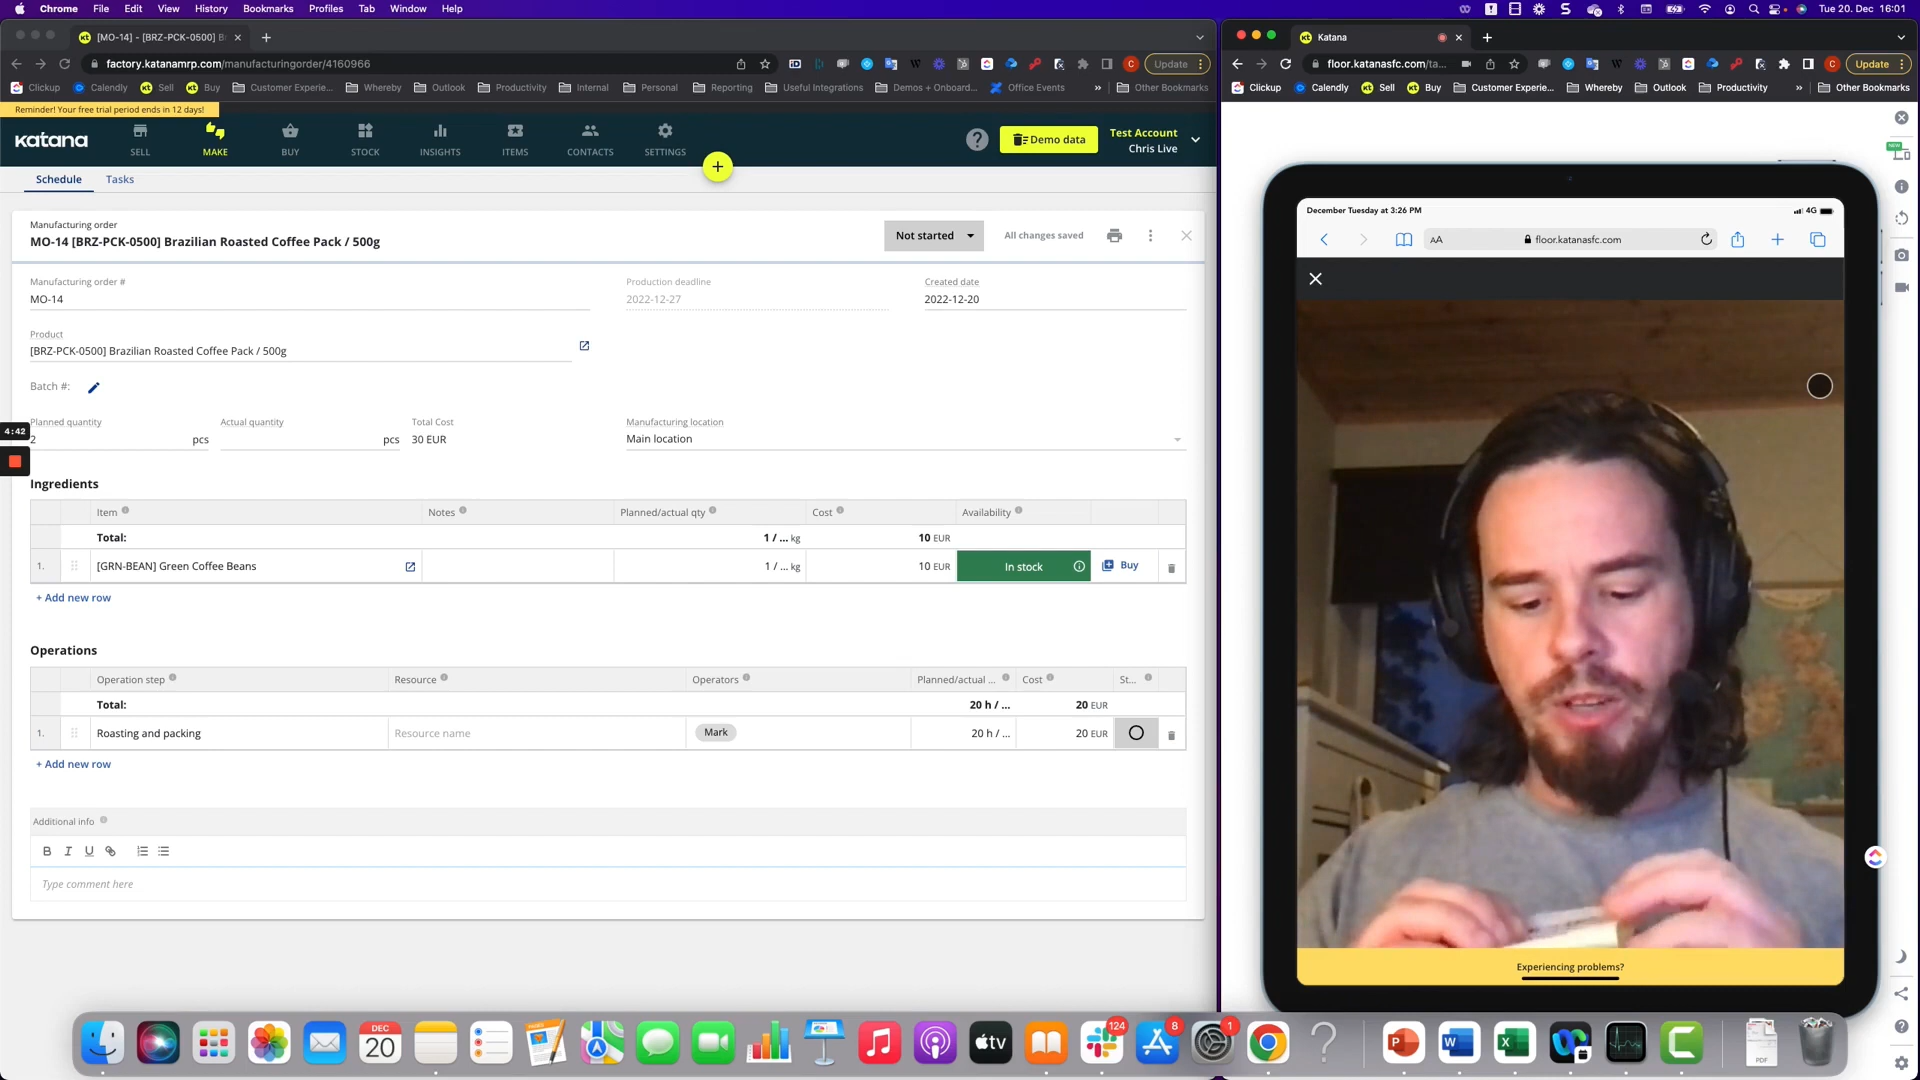 Chrome File Edit View History Bookmarks Profiles Tab Window Help
Tue 20. Dec 16:01
[MO-14] - [BRZ-PCK-0500] B
factory.katanamrp.com/manufacturingorder/4160966
Update
Clickup Calendly Sell Buy Customer Experie... Whereby Outlook Productivity Internal Personal Reporting Useful Integrations Demos + Onboard... Office Events » Other Bookmarks
Reminder! Your free trial period ends in 12 days!
katana
SELL MAKE BUY STOCK INSIGHTS ITEMS CONTACTS SETTINGS
Demo data
Test Account
Chris Live
Schedule Tasks
Manufacturing order
MO-14 [BRZ-PCK-0500] Brazilian Roasted Coffee Pack / 500g
Not started
All changes saved
Manufacturing order # Production deadline Created date
MO-14 2022-12-27 2022-12-20
Product
[BRZ-PCK-0500] Brazilian Roasted Coffee Pack / 500g
Batch #:
Planned quantity Actual quantity Total Cost Manufacturing location
4:42
2 pcs pcs 30 EUR Main location
Ingredients
Item Notes Planned/actual qty Cost Availability
Total: 1 / ... kg 10 EUR
1. [GRN-BEAN] Green Coffee Beans 1 / ... kg 10 EUR In stock Buy
+ Add new row
Operations
Operation step Resource Operators Planned/actual ... Cost St...
Total: 20 h / ... 20 EUR
1. Roasting and packing Resource name Mark 20 h / ... 20 EUR
+ Add new row
Additional info
B I U
Type comment here
Katana
floor.katanasfc.com/ta...
Update
Clickup Calendly Sell Buy Customer Experie... Whereby Outlook Productivity » Other Bookmarks
NEW
December Tuesday at 3:26 PM
4G
AA floor.katanasfc.com
Experiencing problems?
DEC
20
tv
124
8
1
P
W
X
PDF